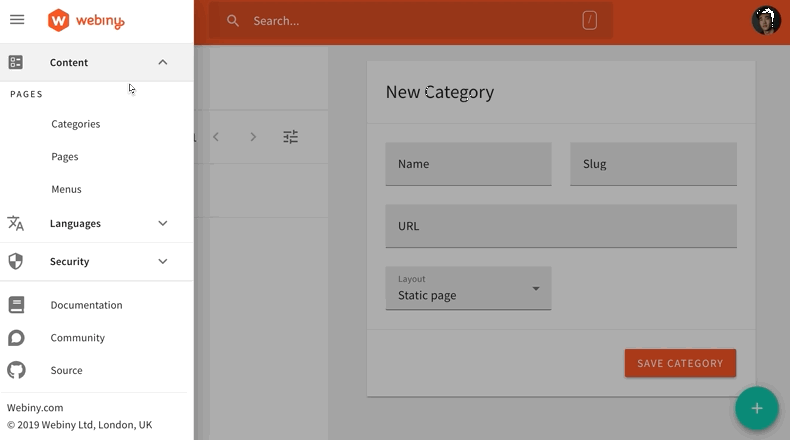 webiny
Search...
/
Content
PAGES
Categories
Pages
Menus
Languages
Security
Documentation
Community
Source
Webiny.com
© 2019 Webiny Ltd, London, UK
New Category
Name
Slug
URL
Layout
Static page
SAVE CATEGORY
+